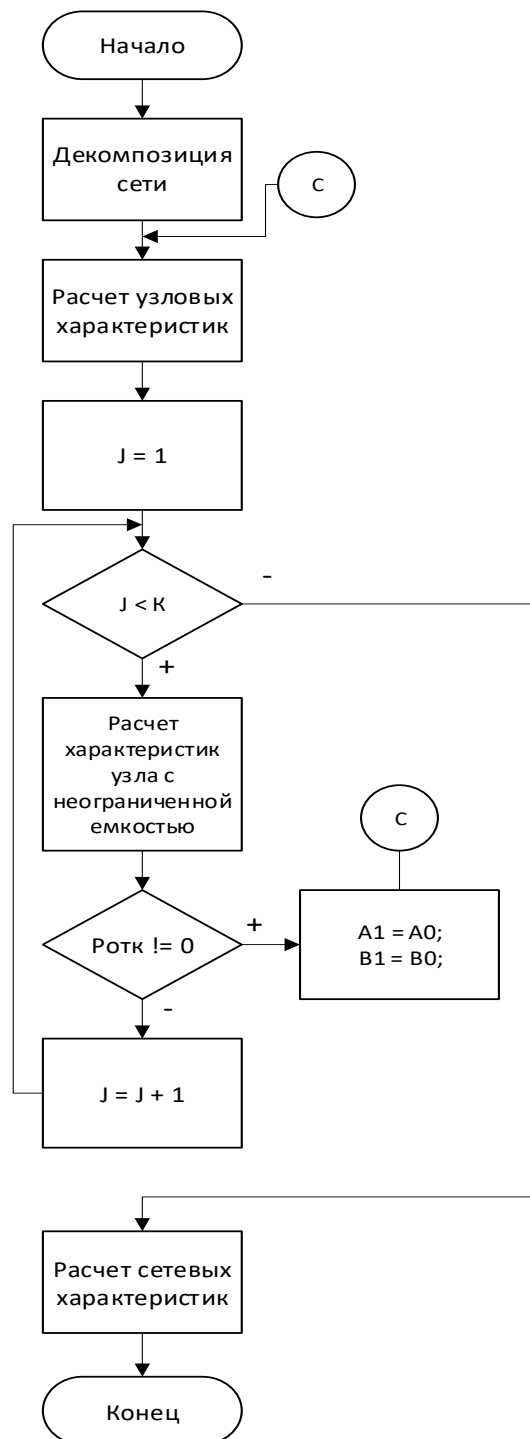 Начало
Декомпозиция
сети
С
Расчет узловых
характеристик
J = 1
J < К
-
+
Расчет
характеристик
узла с
неограниченной
емкостью
С
Pотк != 0
+
A1 = A0;
B1 = B0;
-
J = J + 1
Расчет сетевых
характеристик
Конец